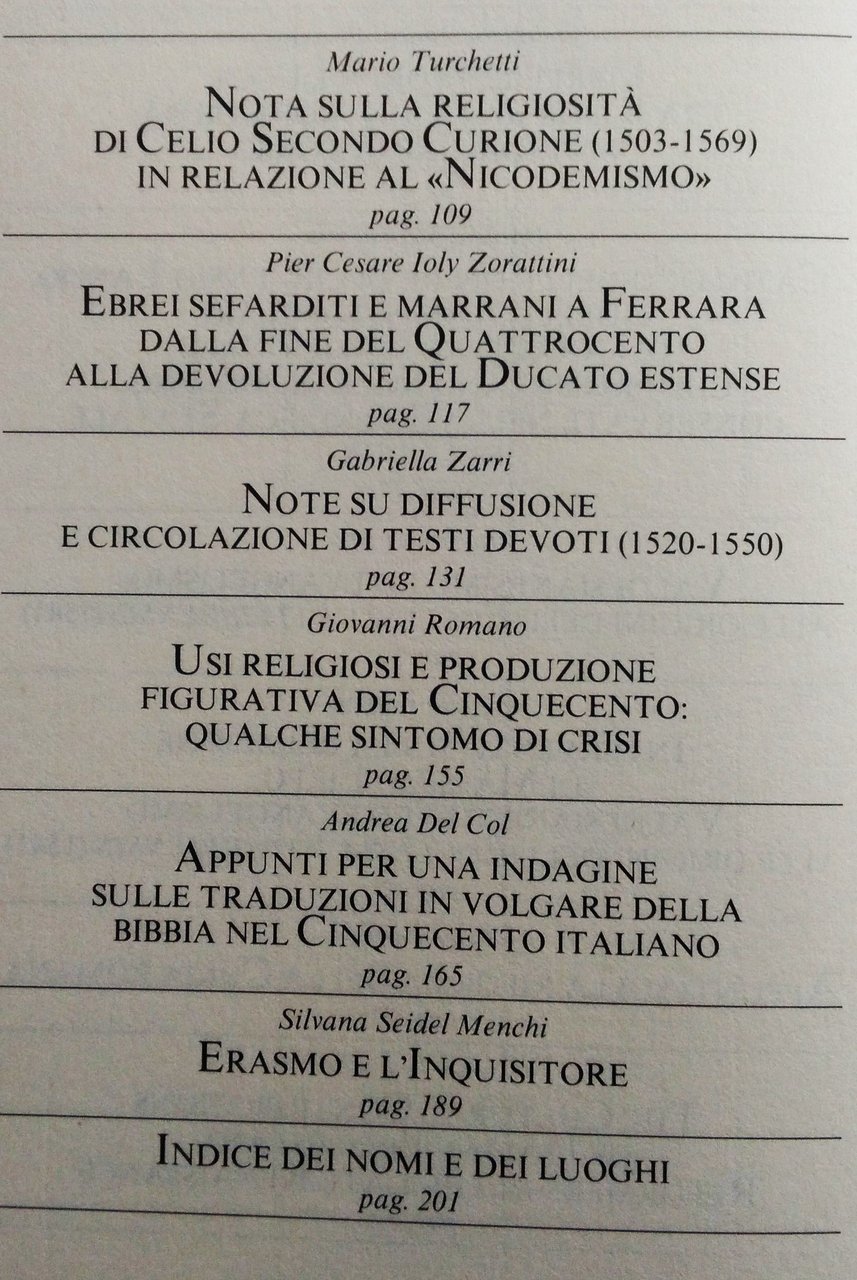 Mario Turchetti
NOTA SULLA RELIGIOSITÀ
DI CELIO SECONDO CURIONE (1503-1569)
IN RELAZIONE AL «NICODEMISMO»
pag. 109
Pier Cesare Ioly Zorattini
EBREI SEFARDITI E MARRANI A FERRARA
DALLA FINE DEL QUATTROCENTO
ALLA DEVOLUZIONE DEL DUCATO ESTENSE
pag. 117
Gabriella Zarri
NOTE SU DIFFUSIONE
E CIRCOLAZIONE DI TESTI DEVOTI (1520-1550)
pag. 131
Giovanni Romano
USI RELIGIOSI E PRODUZIONE
FIGURATIVA DEL CINQUECENTO:
QUALCHE SINTOMO DI CRISI
pag. 155
Andrea Del Col
APPUNTI PER UNA INDAGINE
SULLE TRADUZIONI IN VOLGARE DELLA
BIBBIA NEL CINQUECENTO ITALIANO
pag. 165
Silvana Seidel Menchi
ERASMO E L'INQUISITORE
pag. 189
INDICE DEI NOMI E DEI LUOGHI
pag. 201